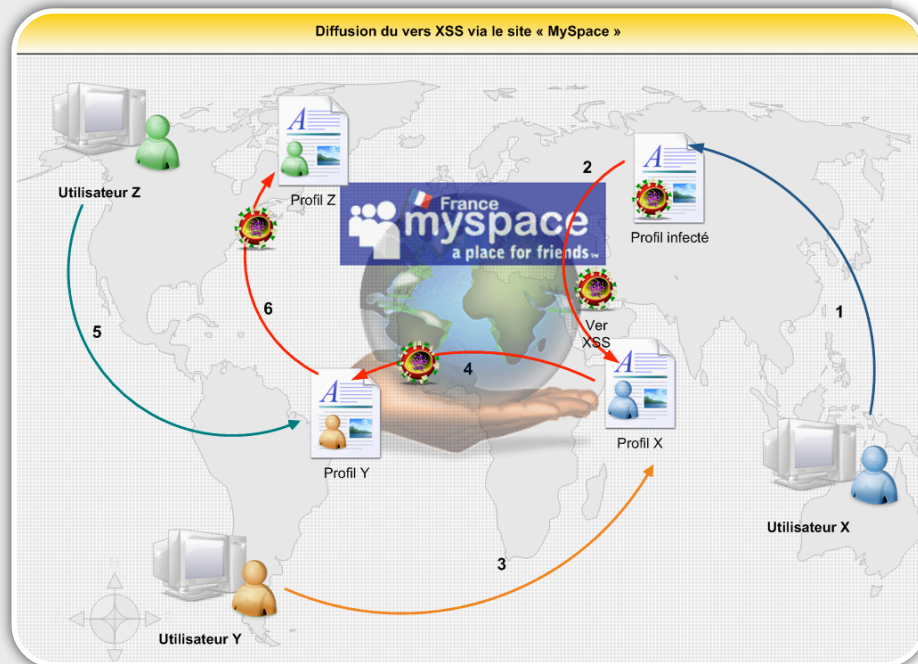 Diffusion du vers XSS via le site « MySpace »
Utilisateur Z
A
Profil Z
2
A
Profil infecté
France
myspace
a place for friends™
1
6
5
Ver
XSS
4
A
Profil X
A
Profil Y
Utilisateur X
3
Utilisateur Y